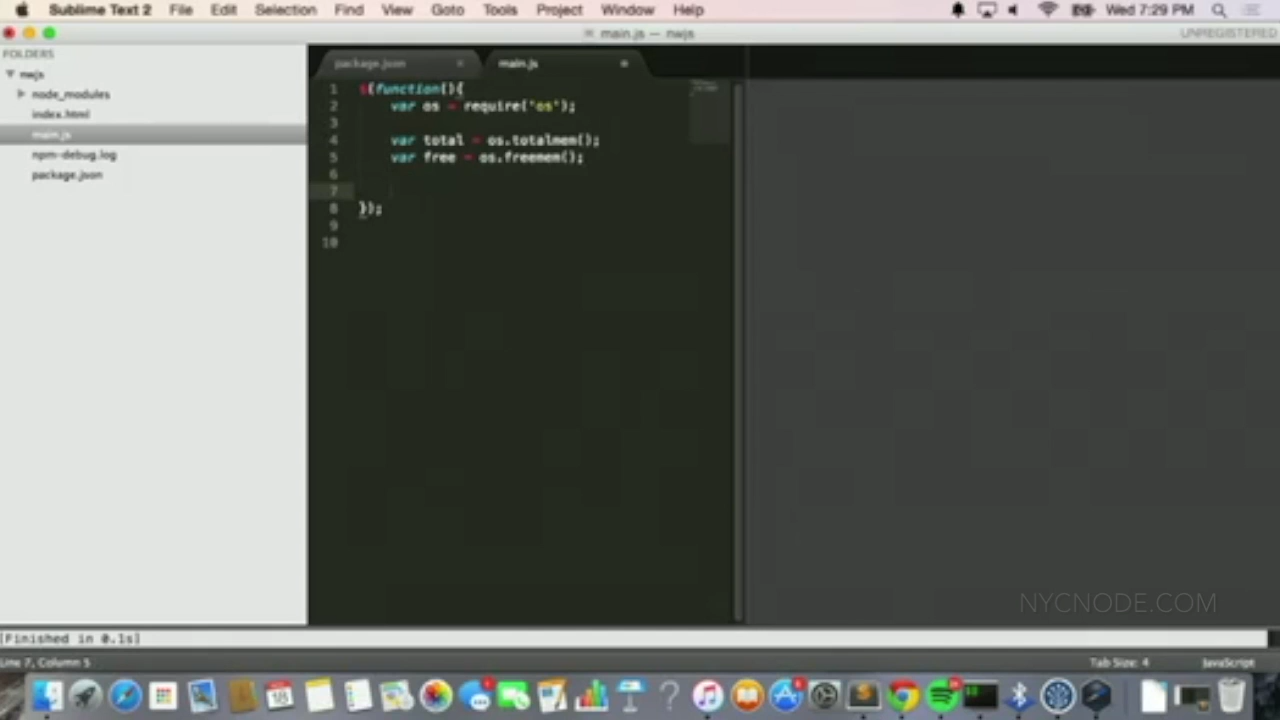 Sublime Text 2 File Edit Selection Find View Goto Tools Project Window Help Wed 7:29 PM
main.js — nwjs UNREGISTERED
FOLDERS
nwjs
node_modules
index.html
main.js
npm-debug.log
package.json
package.json × main.js
1 $(function(){
2 var os = require('os');
3
4 var total = os.totalmem();
5 var free = os.freemem();
6
7
8 });
9
10
NYCNODE.COM
[Finished in 0.1s]
Line 7, Column 5 Tab Size: 4 JavaScript
18